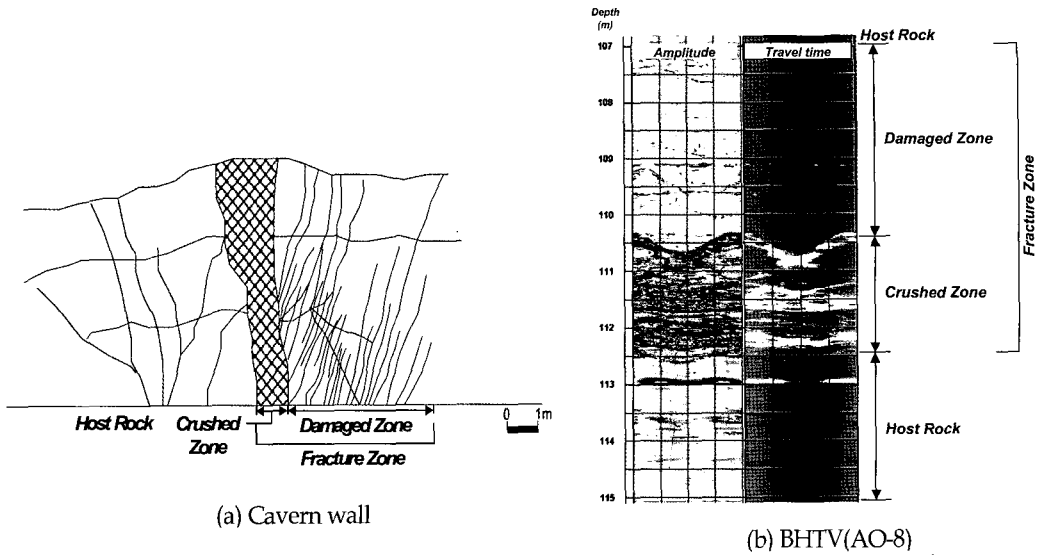 Host Rock
Crushed
Zone
Damaged Zone
Fracture Zone
0 1m
(a) Cavern wall
Depth
(m)
Host Rock
Amplitude
Travel time
107
108
109
110
111
112
113
114
115
Damaged Zone
Crushed Zone
Host Rock
Fracture Zone
(b) BHTV(AO-8)